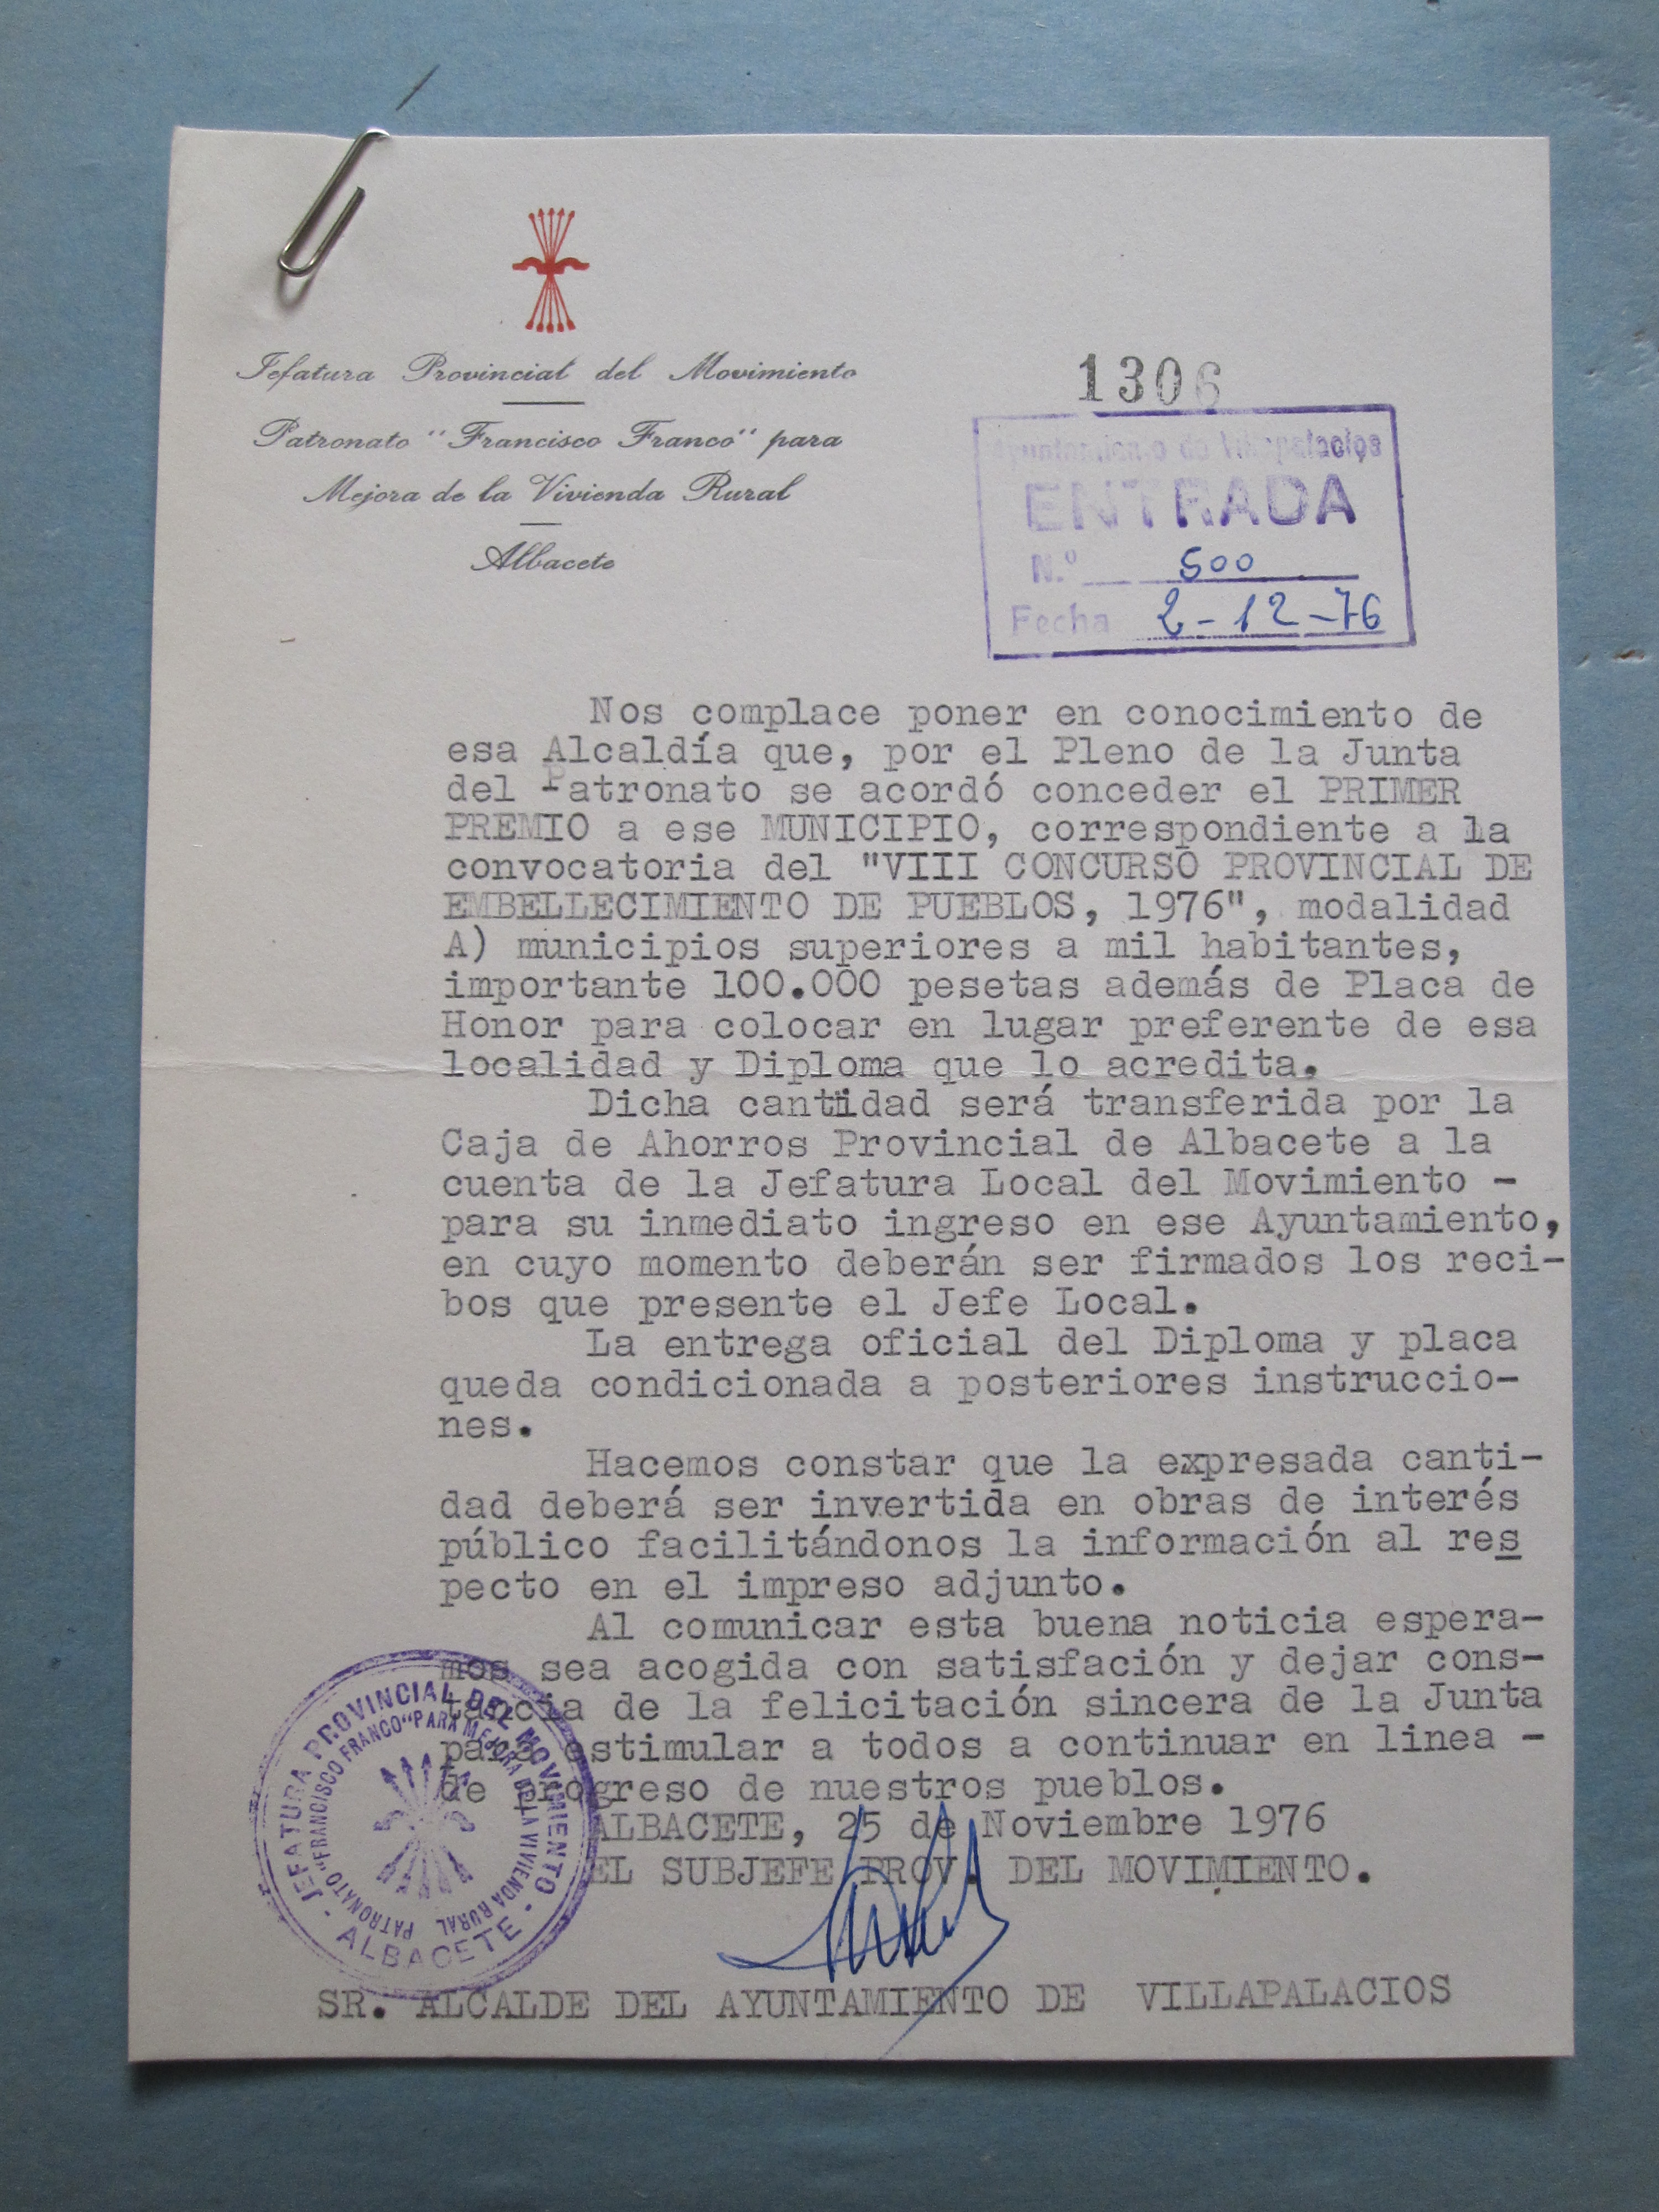 Jefatura Provincial del Movimiento
Patronato "Francisco Franco" para
Mejora de la Vivienda Rural
Albacete
1306
Ayuntamiento de Villapalacios
ENTRADA
N.º 500
Fecha 2-12-76
Nos complace poner en conocimiento de
esa Alcaldía que, por el Pleno de la Junta
del Patronato se acordó conceder el PRIMER
PREMIO a ese MUNICIPIO, correspondiente a la
convocatoria del "VIII CONCURSO PROVINCIAL DE
EMBELLECIMIENTO DE PUEBLOS, 1976", modalidad
A) municipios superiores a mil habitantes,
importante 100.000 pesetas además de Placa de
Honor para colocar en lugar preferente de esa
localidad y Diploma que lo acredita.
Dicha cantidad será transferida por la
Caja de Ahorros Provincial de Albacete a la
cuenta de la Jefatura Local del Movimiento -
para su inmediato ingreso en ese Ayuntamiento,
en cuyo momento deberán ser firmados los reci-
bos que presente el Jefe Local.
La entrega oficial del Diploma y placa
queda condicionada a posteriores instruccio-
nes.
Hacemos constar que la expresada canti-
dad deberá ser invertida en obras de interés
público facilitándonos la información al res
pecto en el impreso adjunto.
Al comunicar esta buena noticia espera-
mos sea acogida con satisfación y dejar cons-
tancia de la felicitación sincera de la Junta
para estimular a todos a continuar en linea -
de progreso de nuestros pueblos.
ALBACETE, 25 de Noviembre 1976
EL SUBJEFE PROV. DEL MOVIMIENTO.
JEFATURA PROVINCIAL DEL MOVIMIENTO
PATRONATO "FRANCISCO FRANCO" PARA MEJORA DE LA VIVIENDA RURAL
· ALBACETE ·
SR. ALCALDE DEL AYUNTAMIENTO DE VILLAPALACIOS